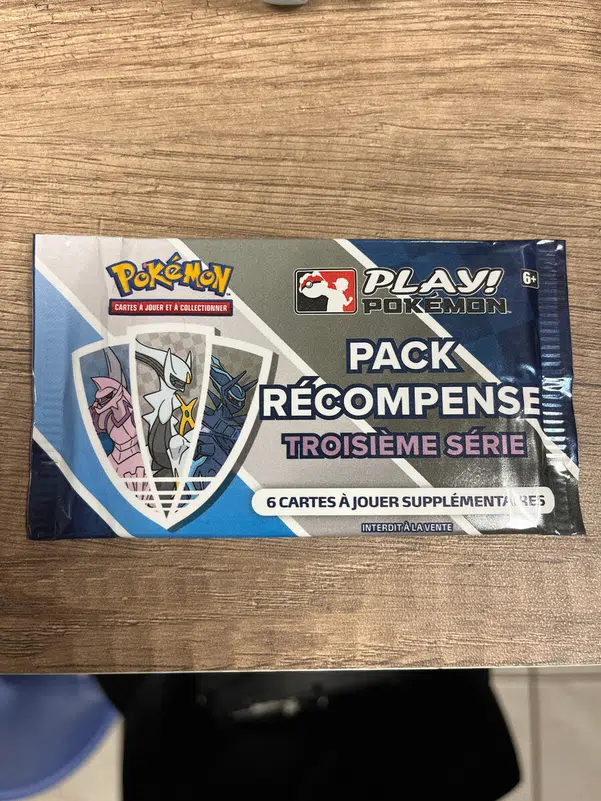 POKÉMON
CARTES À JOUER ET À COLLECTIONNER
PLAY!
POKÉMON
6+
PACK
RÉCOMPENSE
TROISIÈME SÉRIE
6 CARTES À JOUER SUPPLÉMENTAIRES
INTERDIT À LA VENTE